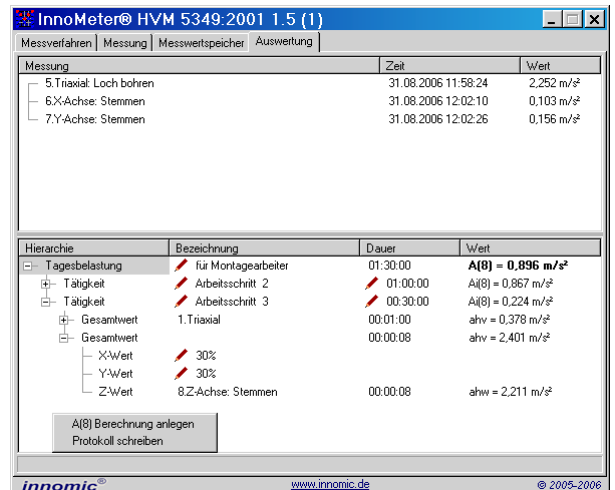 InnoMeter® HVM 5349:2001 1.5 (1)
Messverfahren Messung Messwertspeicher Auswertung
Messung Zeit Wert
5.Triaxial: Loch bohren 31.08.2006 11:58:24 2,252 m/s²
6.X-Achse: Stemmen 31.08.2006 12:02:10 0,103 m/s²
7.Y-Achse: Stemmen 31.08.2006 12:02:26 0,156 m/s²
Hierarchie Bezeichnung Dauer Wert
Tagesbelastung für Montagearbeiter 01:30:00 A(8) = 0,896 m/s²
Tätigkeit Arbeitsschritt 2 01:00:00 Ai(8) = 0,867 m/s²
Tätigkeit Arbeitsschritt 3 00:30:00 Ai(8) = 0,224 m/s²
Gesamtwert 1.Triaxial 00:01:00 ahv = 0,378 m/s²
Gesamtwert 00:00:08 ahv = 2,401 m/s²
X-Wert 30%
Y-Wert 30%
Z-Wert 8.Z-Achse: Stemmen 00:00:08 ahw = 2,211 m/s²
A(8) Berechnung anlegen
Protokoll schreiben
innomic® www.innomic.de © 2005-2006